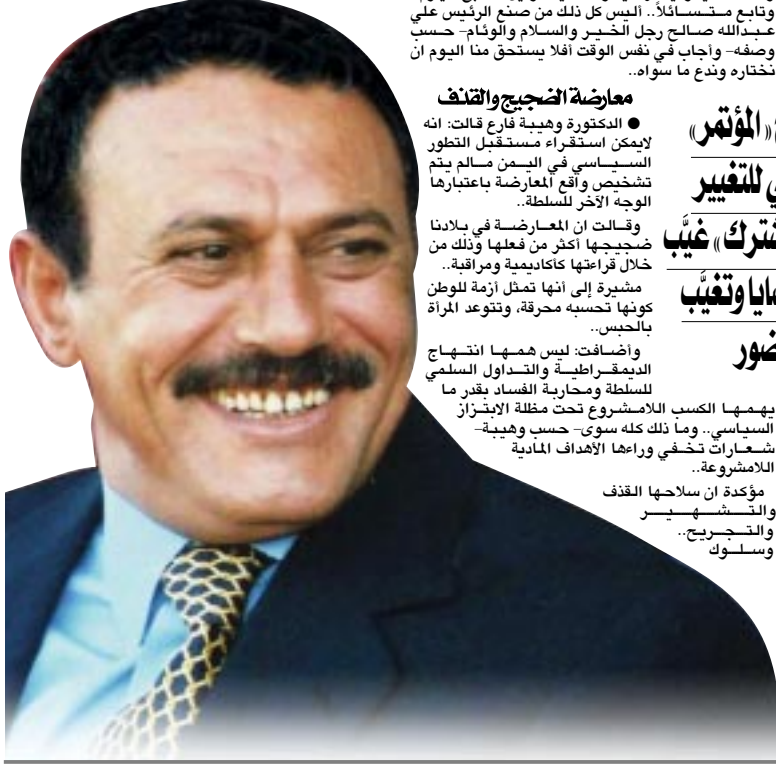 وتابع متسائلاً.. أليس كل ذلك من صنع الرئيس علي
عبدالله صالح رجل الخير والسلام والوئام- حسب
وصفه- وأجاب في نفس الوقت أفلا يستحق منا اليوم ان
نختاره وندع ما سواه..
معارضة الضجيج والقذف
● الدكتورة وهيبة فارع قالت: انه
لايمكن استقراء مستقبل التطور
السياسي في اليمن مالم يتم
تشخيص واقع المعارضة باعتبارها
الوجه الآخر للسلطة..
وقالت ان المعارضة في بلادنا
ضجيجها أكثر من فعلها وذلك من
خلال قراءتها كأكاديمية ومراقبة..
مشيرة إلى أنها تمثل أزمة للوطن
كونها تحسبه محرقة، وتتوعد المرأة
بالحبس..
وأضافت: ليس همها انتهاج
الديمقراطية والتداول السلمي
للسلطة ومحاربة الفساد بقدر ما
يهمها الكسب اللامشروع تحت مظلة الابتزاز
السياسي.. وما ذلك كله سوى- حسب وهيبة-
شعارات تخفي وراءها الأهداف المادية
اللامشروعة..
مؤكدة ان سلاحها القذف
والتشهير
والتجريح..
وسلوك
«المؤتمر»
للتغيير
غيَّب
وتغيَّب